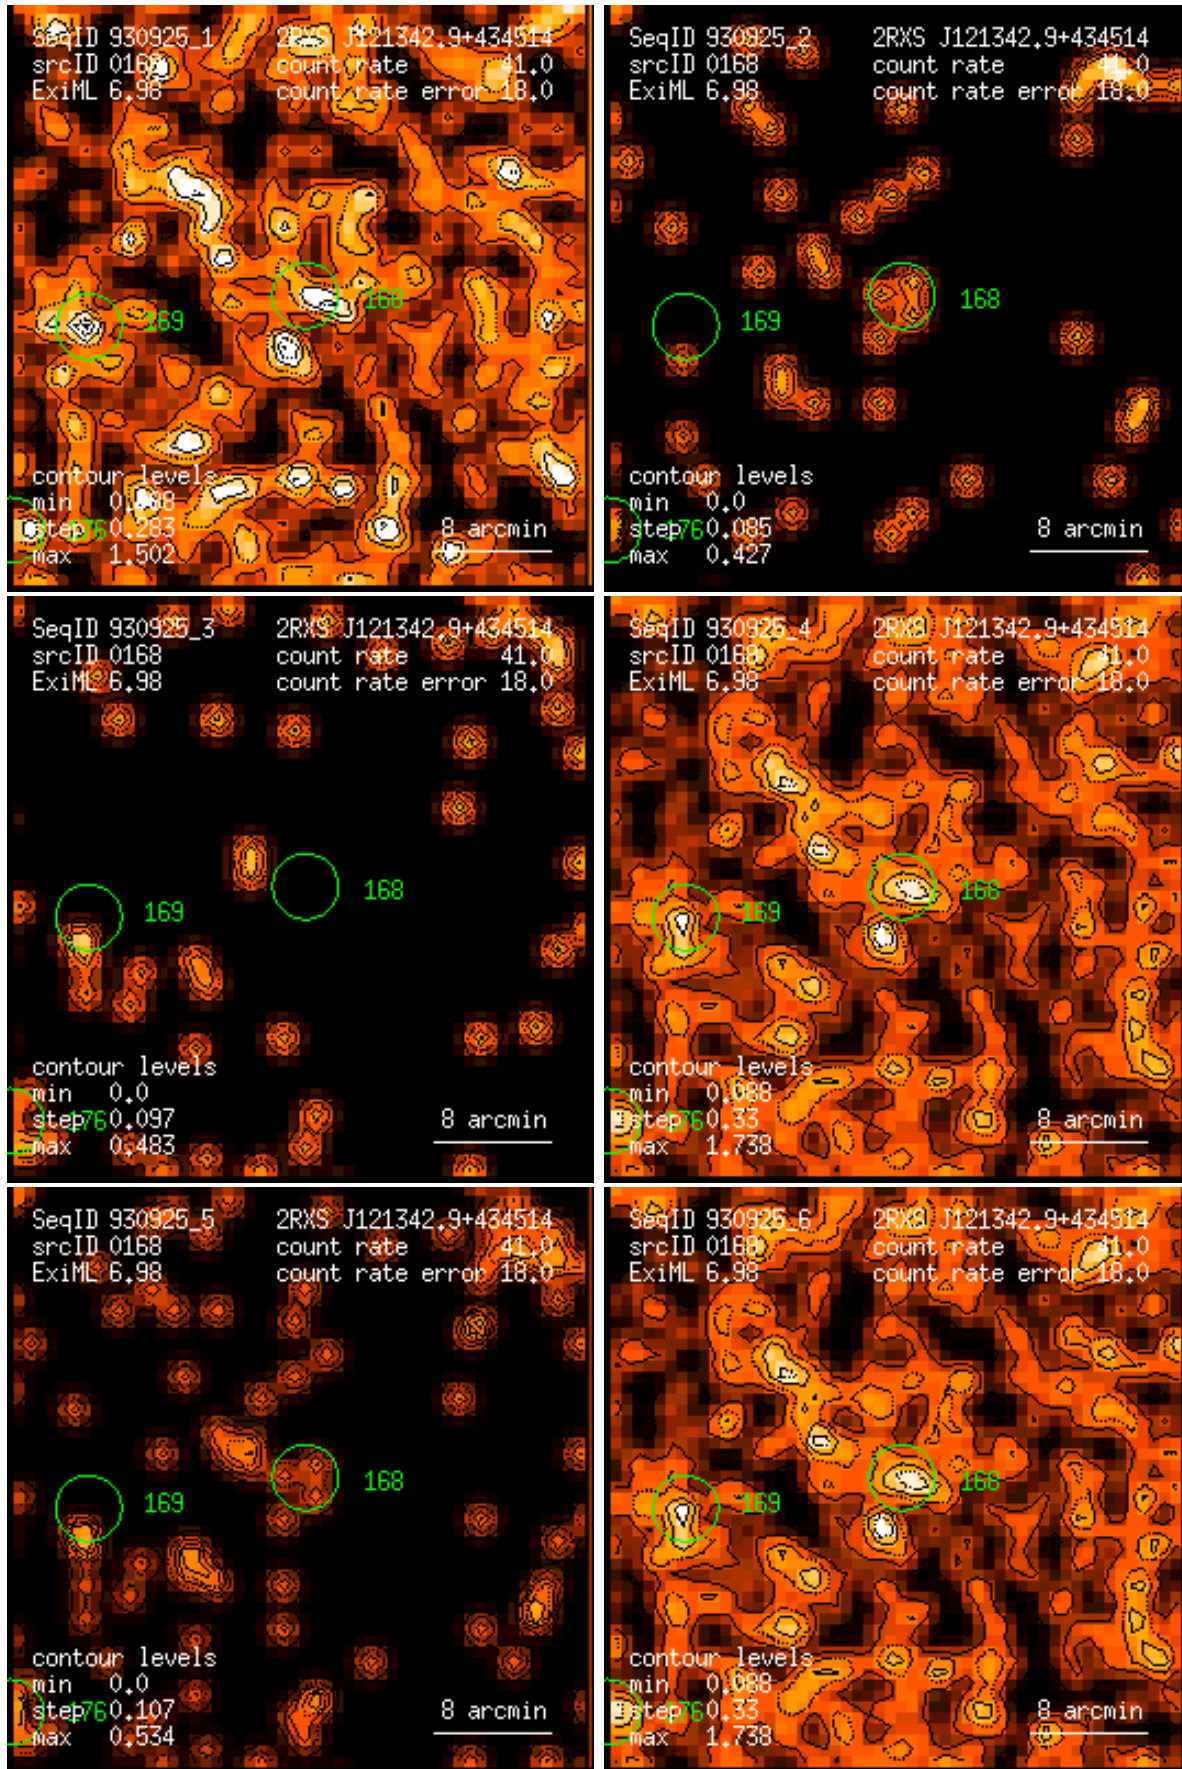 SeqID 930925_1 2RXS J121342.9+434514
srcID 0168 count rate 41.0
ExiML 6.98 count rate error 18.0
168
169
contour levels
min 0.088
step 0.283 176 8 arcmin
max 1.502
SeqID 930925_2 2RXS J121342.9+434514
srcID 0168 count rate 41.0
ExiML 6.98 count rate error 18.0
168
169
contour levels
min 0.0
step 0.085 176 8 arcmin
max 0.427
SeqID 930925_3 2RXS J121342.9+434514
srcID 0168 count rate 41.0
ExiML 6.98 count rate error 18.0
168
169
contour levels
min 0.0
step 0.097 176 8 arcmin
max 0.483
SeqID 930925_4 2RXS J121342.9+434514
srcID 0168 count rate 41.0
ExiML 6.98 count rate error 18.0
168
169
contour levels
min 0.088
step 0.33 176 8 arcmin
max 1.738
SeqID 930925_5 2RXS J121342.9+434514
srcID 0168 count rate 41.0
ExiML 6.98 count rate error 18.0
168
169
contour levels
min 0.0
step 0.107 176 8 arcmin
max 0.534
SeqID 930925_6 2RXS J121342.9+434514
srcID 0168 count rate 41.0
ExiML 6.98 count rate error 18.0
168
169
contour levels
min 0.088
step 0.33 176 8 arcmin
max 1.738